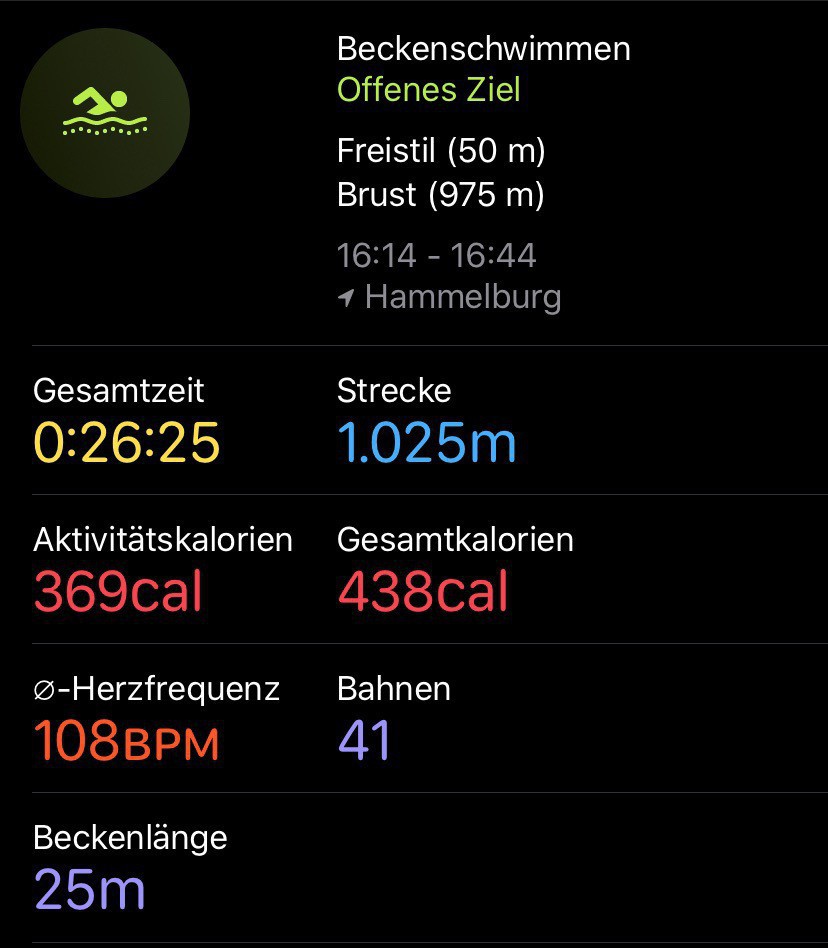 Beckenschwimmen
Offenes Ziel
Freistil (50 m)
Brust (975 m)
16:14 - 16:44
Hammelburg
Gesamtzeit
0:26:25
Strecke
1.025m
Aktivitätskalorien
369cal
Gesamtkalorien
438cal
∅-Herzfrequenz
108BPM
Bahnen
41
Beckenlänge
25m